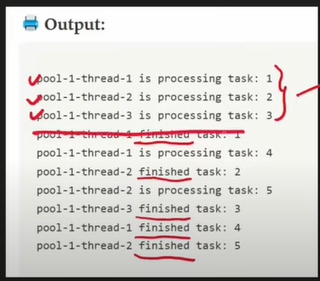 Output:
pool-1-thread-1 is processing task: 1
pool-1-thread-2 is processing task: 2
pool-1-thread-3 is processing task: 3
pool-1-thread-1 finished task: 1
pool-1-thread-1 is processing task: 4
pool-1-thread-2 finished task: 2
pool-1-thread-2 is processing task: 5
pool-1-thread-3 finished task: 3
pool-1-thread-1 finished task: 4
pool-1-thread-2 finished task: 5